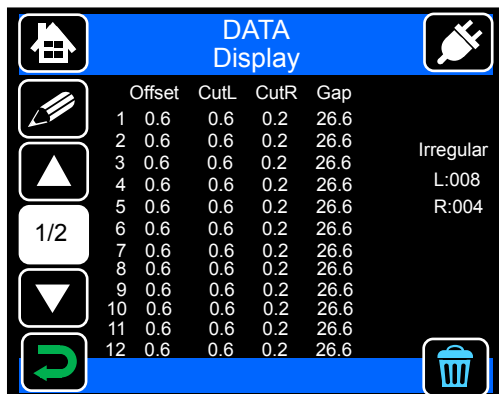 DATA
Display
Offset CutL CutR Gap
1 0.6 0.6 0.2 26.6
2 0.6 0.6 0.2 26.6
3 0.6 0.6 0.2 26.6
4 0.6 0.6 0.2 26.6
5 0.6 0.6 0.2 26.6
6 0.6 0.6 0.2 26.6
7 0.6 0.6 0.2 26.6
8 0.6 0.6 0.2 26.6
9 0.6 0.6 0.2 26.6
10 0.6 0.6 0.2 26.6
11 0.6 0.6 0.2 26.6
12 0.6 0.6 0.2 26.6
Irregular
L:008
R:004
1/2